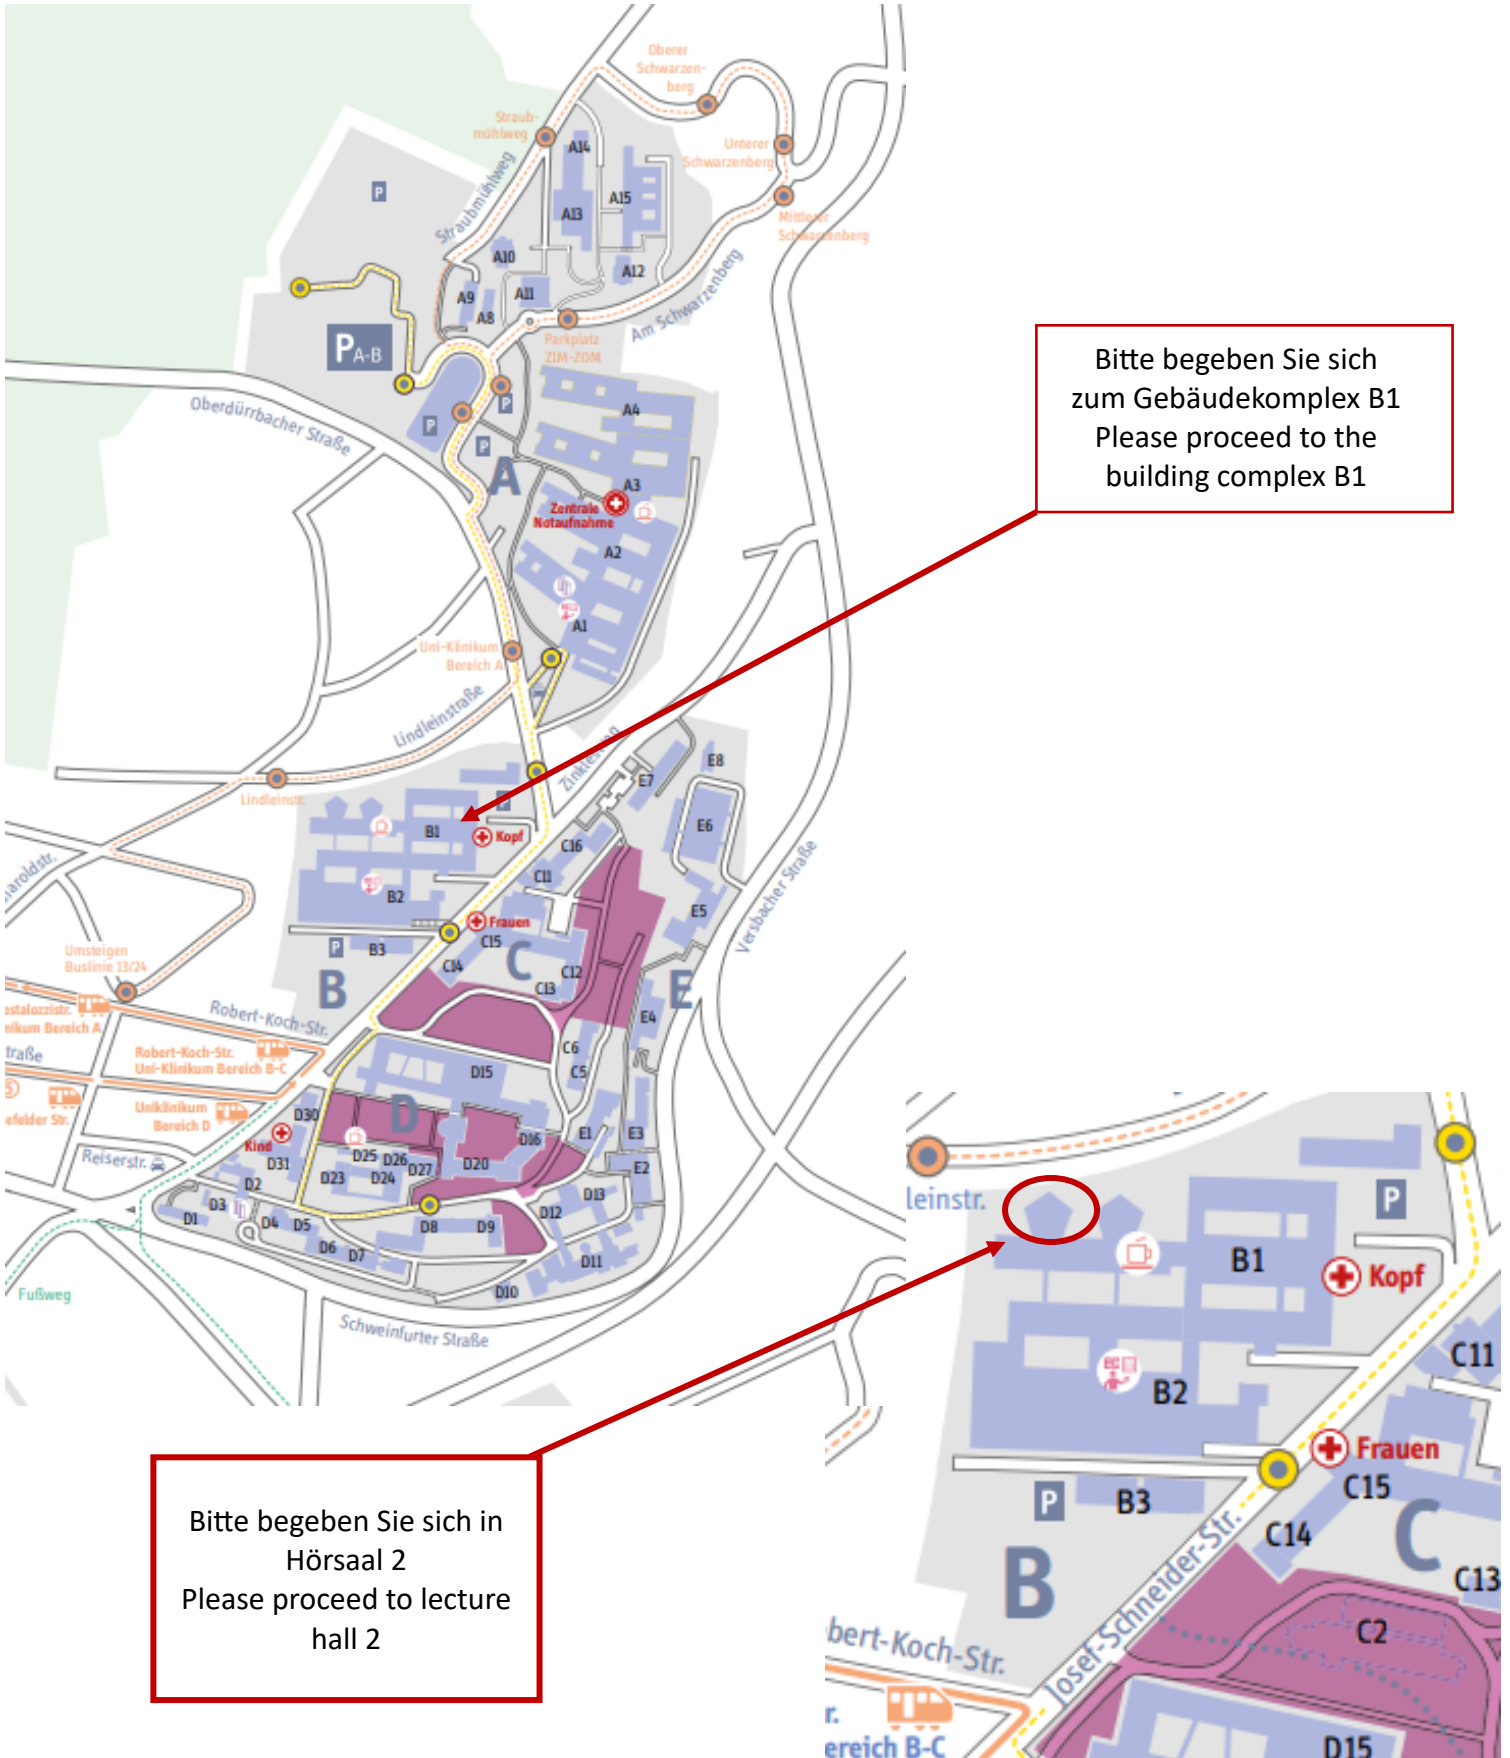 Oberer
Schwarzen-
berg
Straub-
mühlweg
Unterer
Schwarzenberg
Mittlerer
Schwarzenberg
Straubmühlweg
P
A14
A15
A13
A10
A12
A9
A11
A8
Am Schwarzenberg
Parkplatz
ZIM-ZOM
P A-B
Oberdürrbacher Straße
P
P
P
A
A4
A3
Zentrale
Notaufnahme
A2
A1
Uni-Klinikum
Bereich A
Lindleinstraße
Lindleinstr.
Bitte begeben Sie sich
zum Gebäudekomplex B1
Please proceed to the
building complex B1
E7
E8
P
B1
Kopf
E6
C16
C11
B2
E5
Frauen
C15
P
B3
C14
C
C12
C13
B
E
E4
Versbacher Straße
Umsteigen
Buslinie 13/24
Robert-Koch-Str.
Robert-Koch-Str.
Uni-Klinikum Bereich B-C
Uniklinikum
Bereich D
C6
C5
D15
D
D30
Kind
D31
D25
D26
D27
D23
D24
D20
D16
E1
E3
E2
Reiserstr.
D2
D3
D1
D4
D5
D6
D7
D8
D9
D12
D13
D11
D10
Fußweg
Schweinfurter Straße
leinstr.
P
B1
Kopf
C11
EC
B2
Frauen
C15
P
B3
C14
C
C13
B
Josef-Schneider-Str.
C2
bert-Koch-Str.
r.
ereich B-C
D15
Bitte begeben Sie sich in
Hörsaal 2
Please proceed to lecture
hall 2